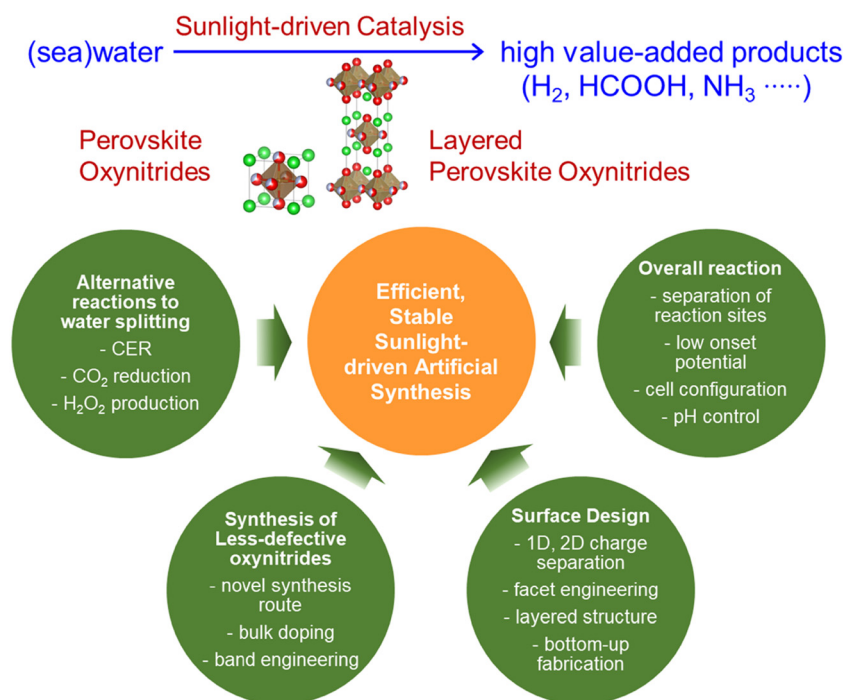 Sunlight-driven Catalysis
(sea)water
high value-added products
(H₂, HCOOH, NH₃ ·····)
Perovskite
Oxynitrides
Layered
Perovskite Oxynitrides
Alternative
reactions to
water splitting
- CER
- CO₂ reduction
- H₂O₂ production
Efficient,
Stable
Sunlight-
driven Artificial
Synthesis
Overall reaction
- separation of
reaction sites
- low onset
potential
- cell configuration
- pH control
Synthesis of
Less-defective
oxynitrides
- novel synthesis
route
- bulk doping
- band engineering
Surface Design
- 1D, 2D charge
separation
- facet engineering
- layered structure
- bottom-up
fabrication